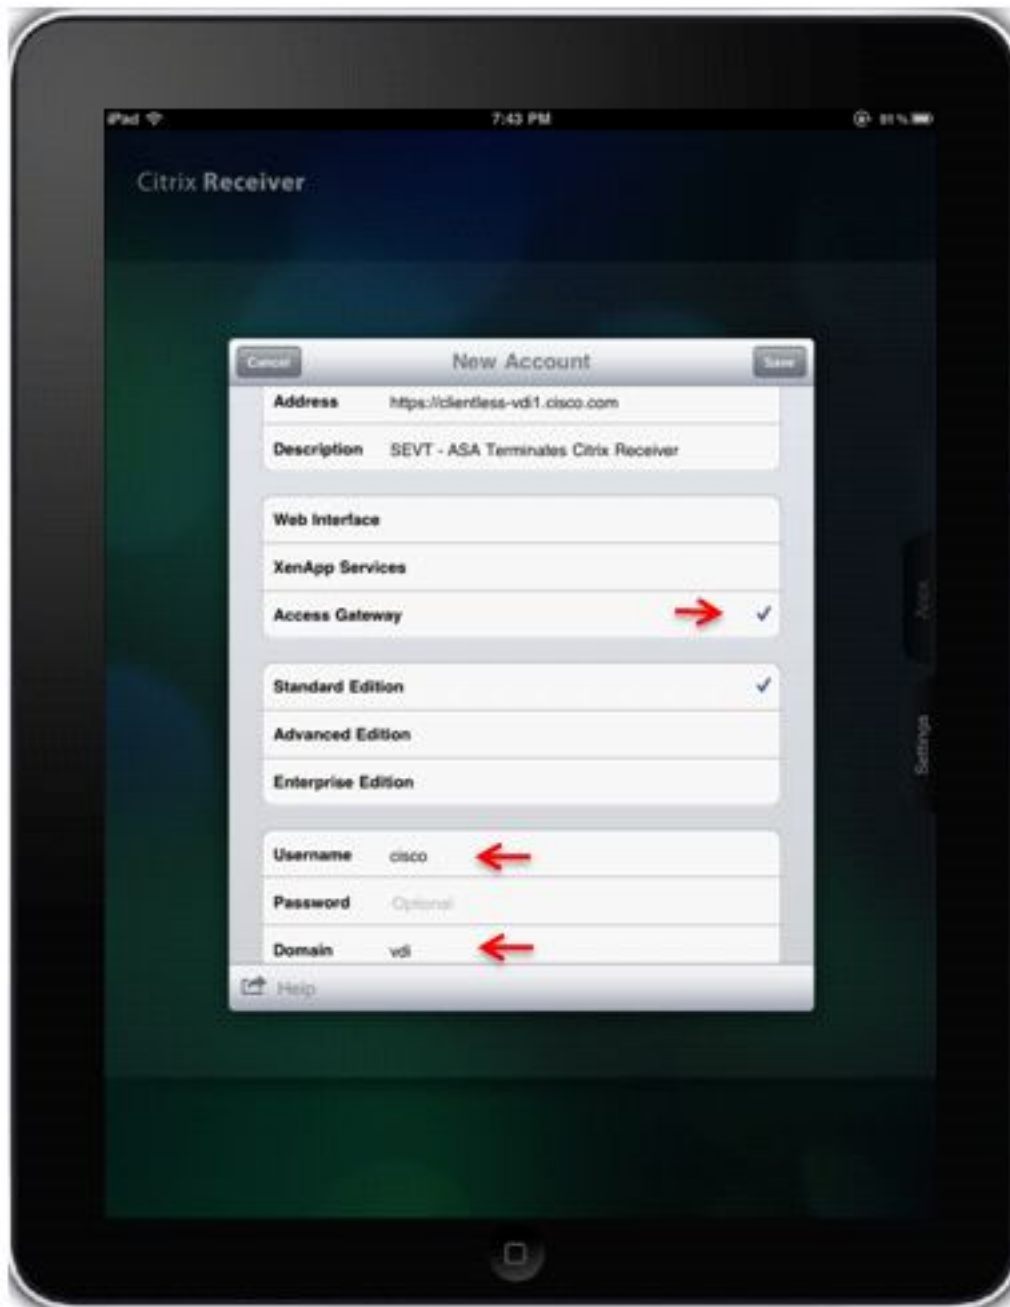 iPad 7:43 PM 91%
Citrix Receiver
Cancel New Account Save
Address https://clientless-vdi1.cisco.com
Description SEVT - ASA Terminates Citrix Receiver
Web Interface
XenApp Services
Access Gateway
Standard Edition
Advanced Edition
Enterprise Edition
Username cisco
Password Optional
Domain vdi
Help
Apps
Settings